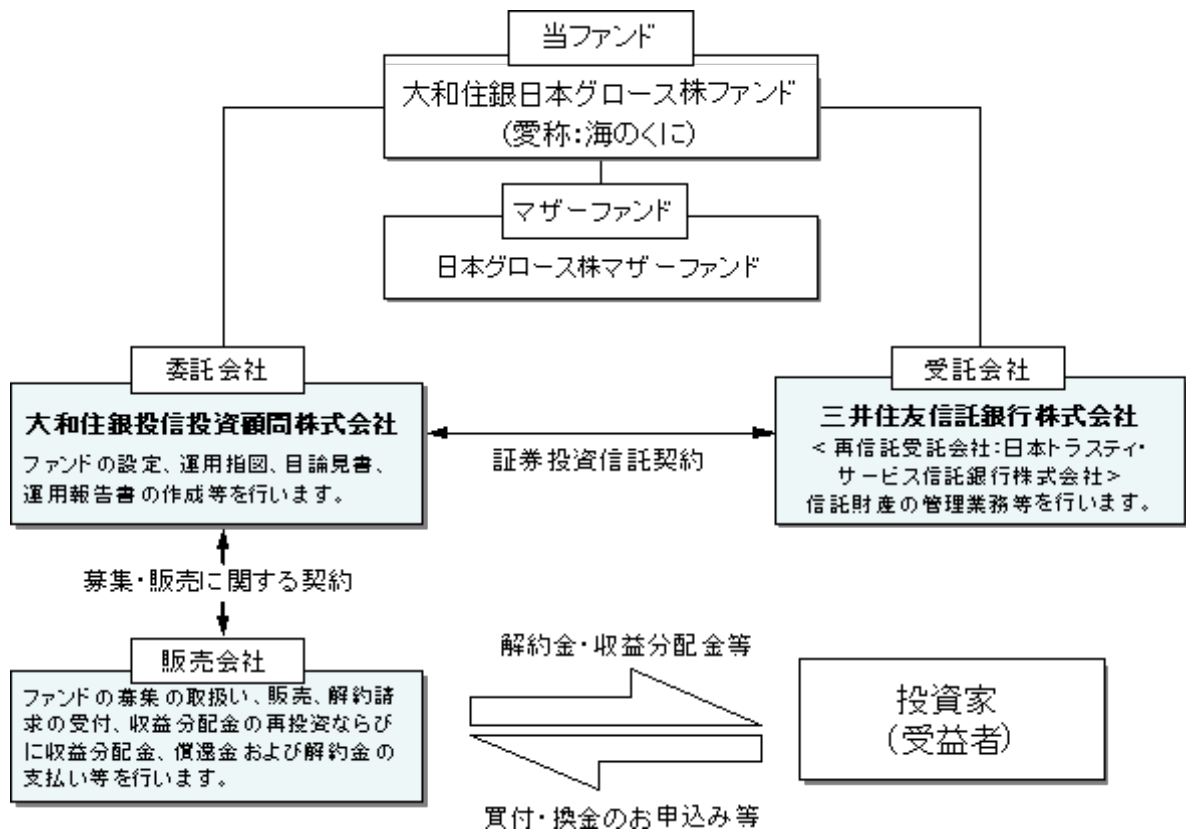 当ファンド
大和住銀日本グロース株ファンド
(愛称:海のくに)
マザーファンド
日本グロース株マザーファンド
委託会社
大和住銀投信投資顧問株式会社
ファンドの設定、運用指図、目論見書、
運用報告書の作成等を行います。
証券投資信託契約
受託会社
三井住友信託銀行株式会社
<再信託受託会社:日本トラスティ・
サービス信託銀行株式会社>
信託財産の管理業務等を行います。
募集・販売に関する契約
販売会社
ファンドの募集の取扱い、販売、解約請
求の受付、収益分配金の再投資ならび
に収益分配金、償還金および解約金の
支払い等を行います。
解約金・収益分配金等
買付・換金のお申込み等
投資家
(受益者)